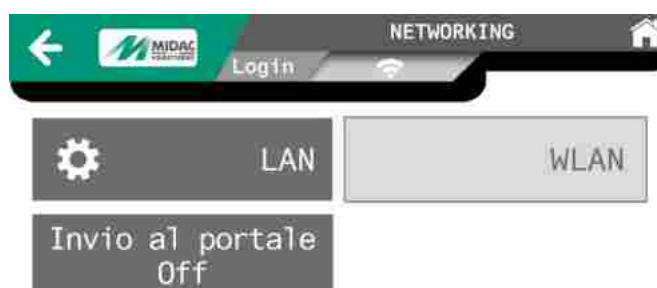 MIDAC
NETWORKING
Login
LAN
WLAN
Invio al portale
Off